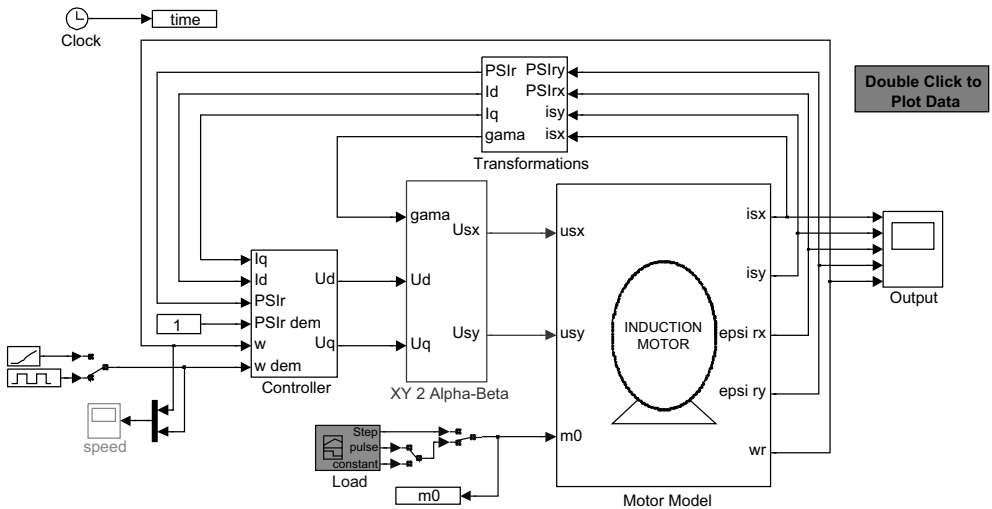 time
Clock
PSIr PSIry
Id PSIrx
Iq isy
gama isx
Transformations
Double Click to
Plot Data
gama
Usx
Ud
Usy
Uq
XY 2 Alpha-Beta
usx
usy
m0
isx
isy
epsi rx
epsi ry
wr
INDUCTION
MOTOR
Motor Model
Output
Iq
Id
PSIr
PSIr dem
w
w dem
Ud
Uq
Controller
1
speed
Step
pulse
constant
Load
m0